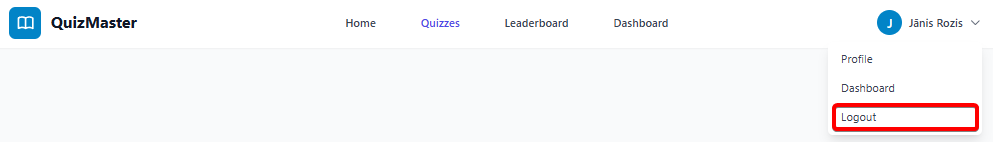 QuizMaster Home Quizzes Leaderboard Dashboard J Jānis Rozis
Profile
Dashboard
Logout